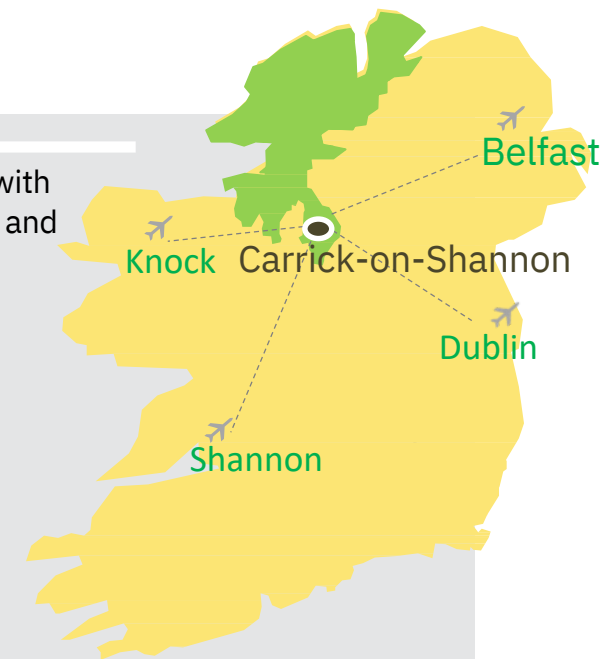 with
and
Belfast
Knock
Carrick-on-Shannon
Dublin
Shannon